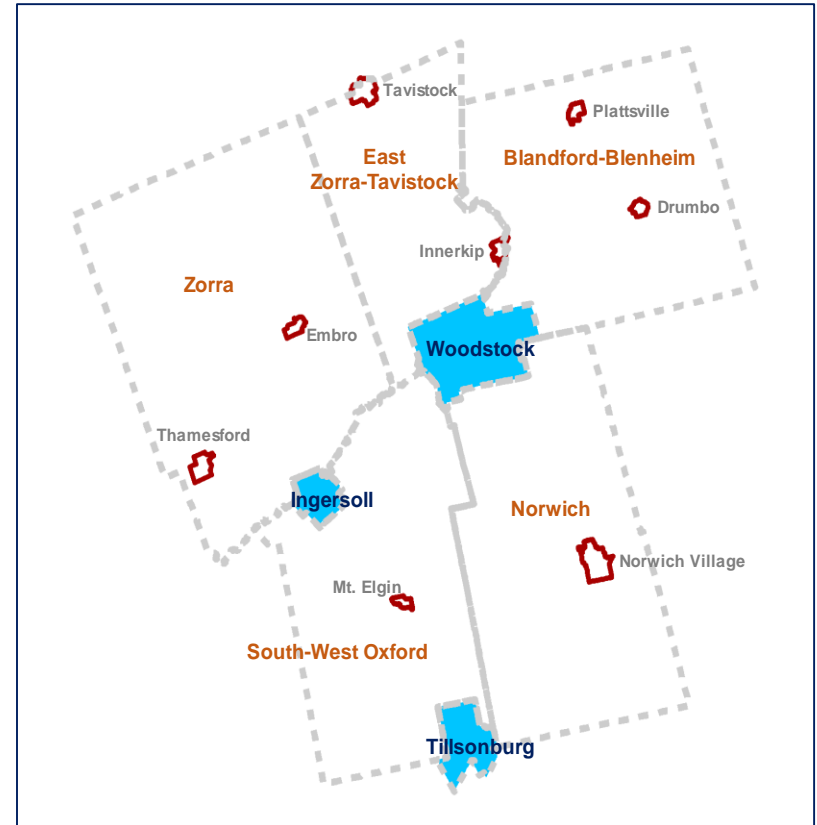 Tavistock
Plattsville
East
Zorra-Tavistock
Blandford-Blenheim
Drumbo
Innerkip
Zorra
Embro
Woodstock
Thamesford
Ingersoll
Norwich
Norwich Village
Mt. Elgin
South-West Oxford
Tillsonburg